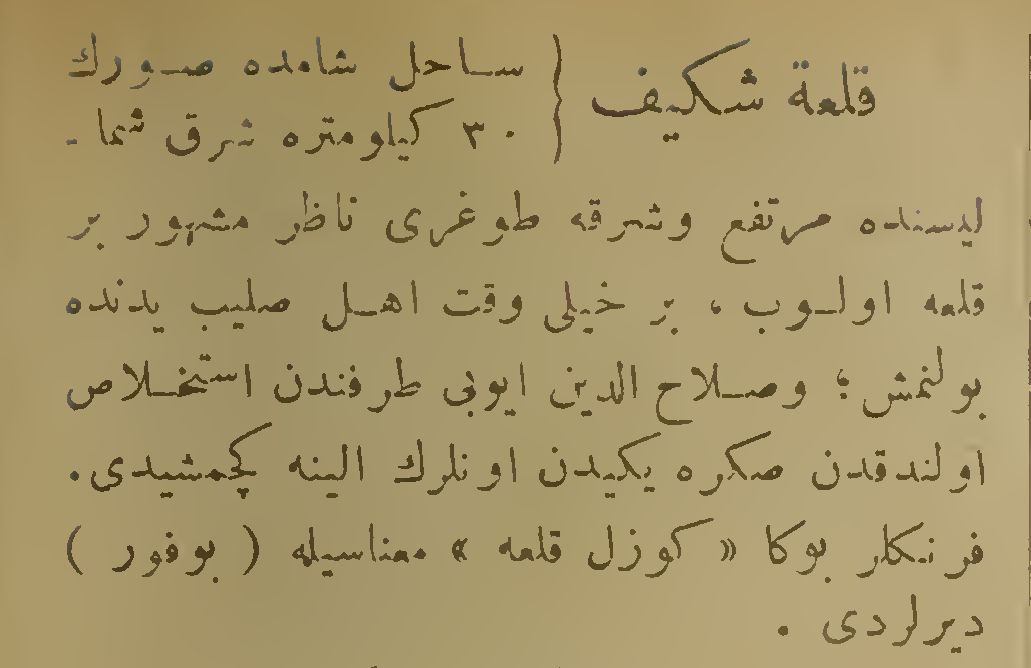 قلعة شكيف { ساحل شامده صورك
٣٠ كيلومتره شرق شما -
ليسنده مرتفع وشرقه طوغرى ناظر مشهور بر
قلعه اولوب ، بر خيلى وقت اهل صليب يدنده
بولنمش ؛ وصلاح الدين ايوبى طرفندن استخلاص
اولندقدن صكره يكيدن اونلرك الينه كچمشيدى.
فرنكلر بوكا « كوزل قلعه » معناسيله ( بوفور )
ديرلردى .